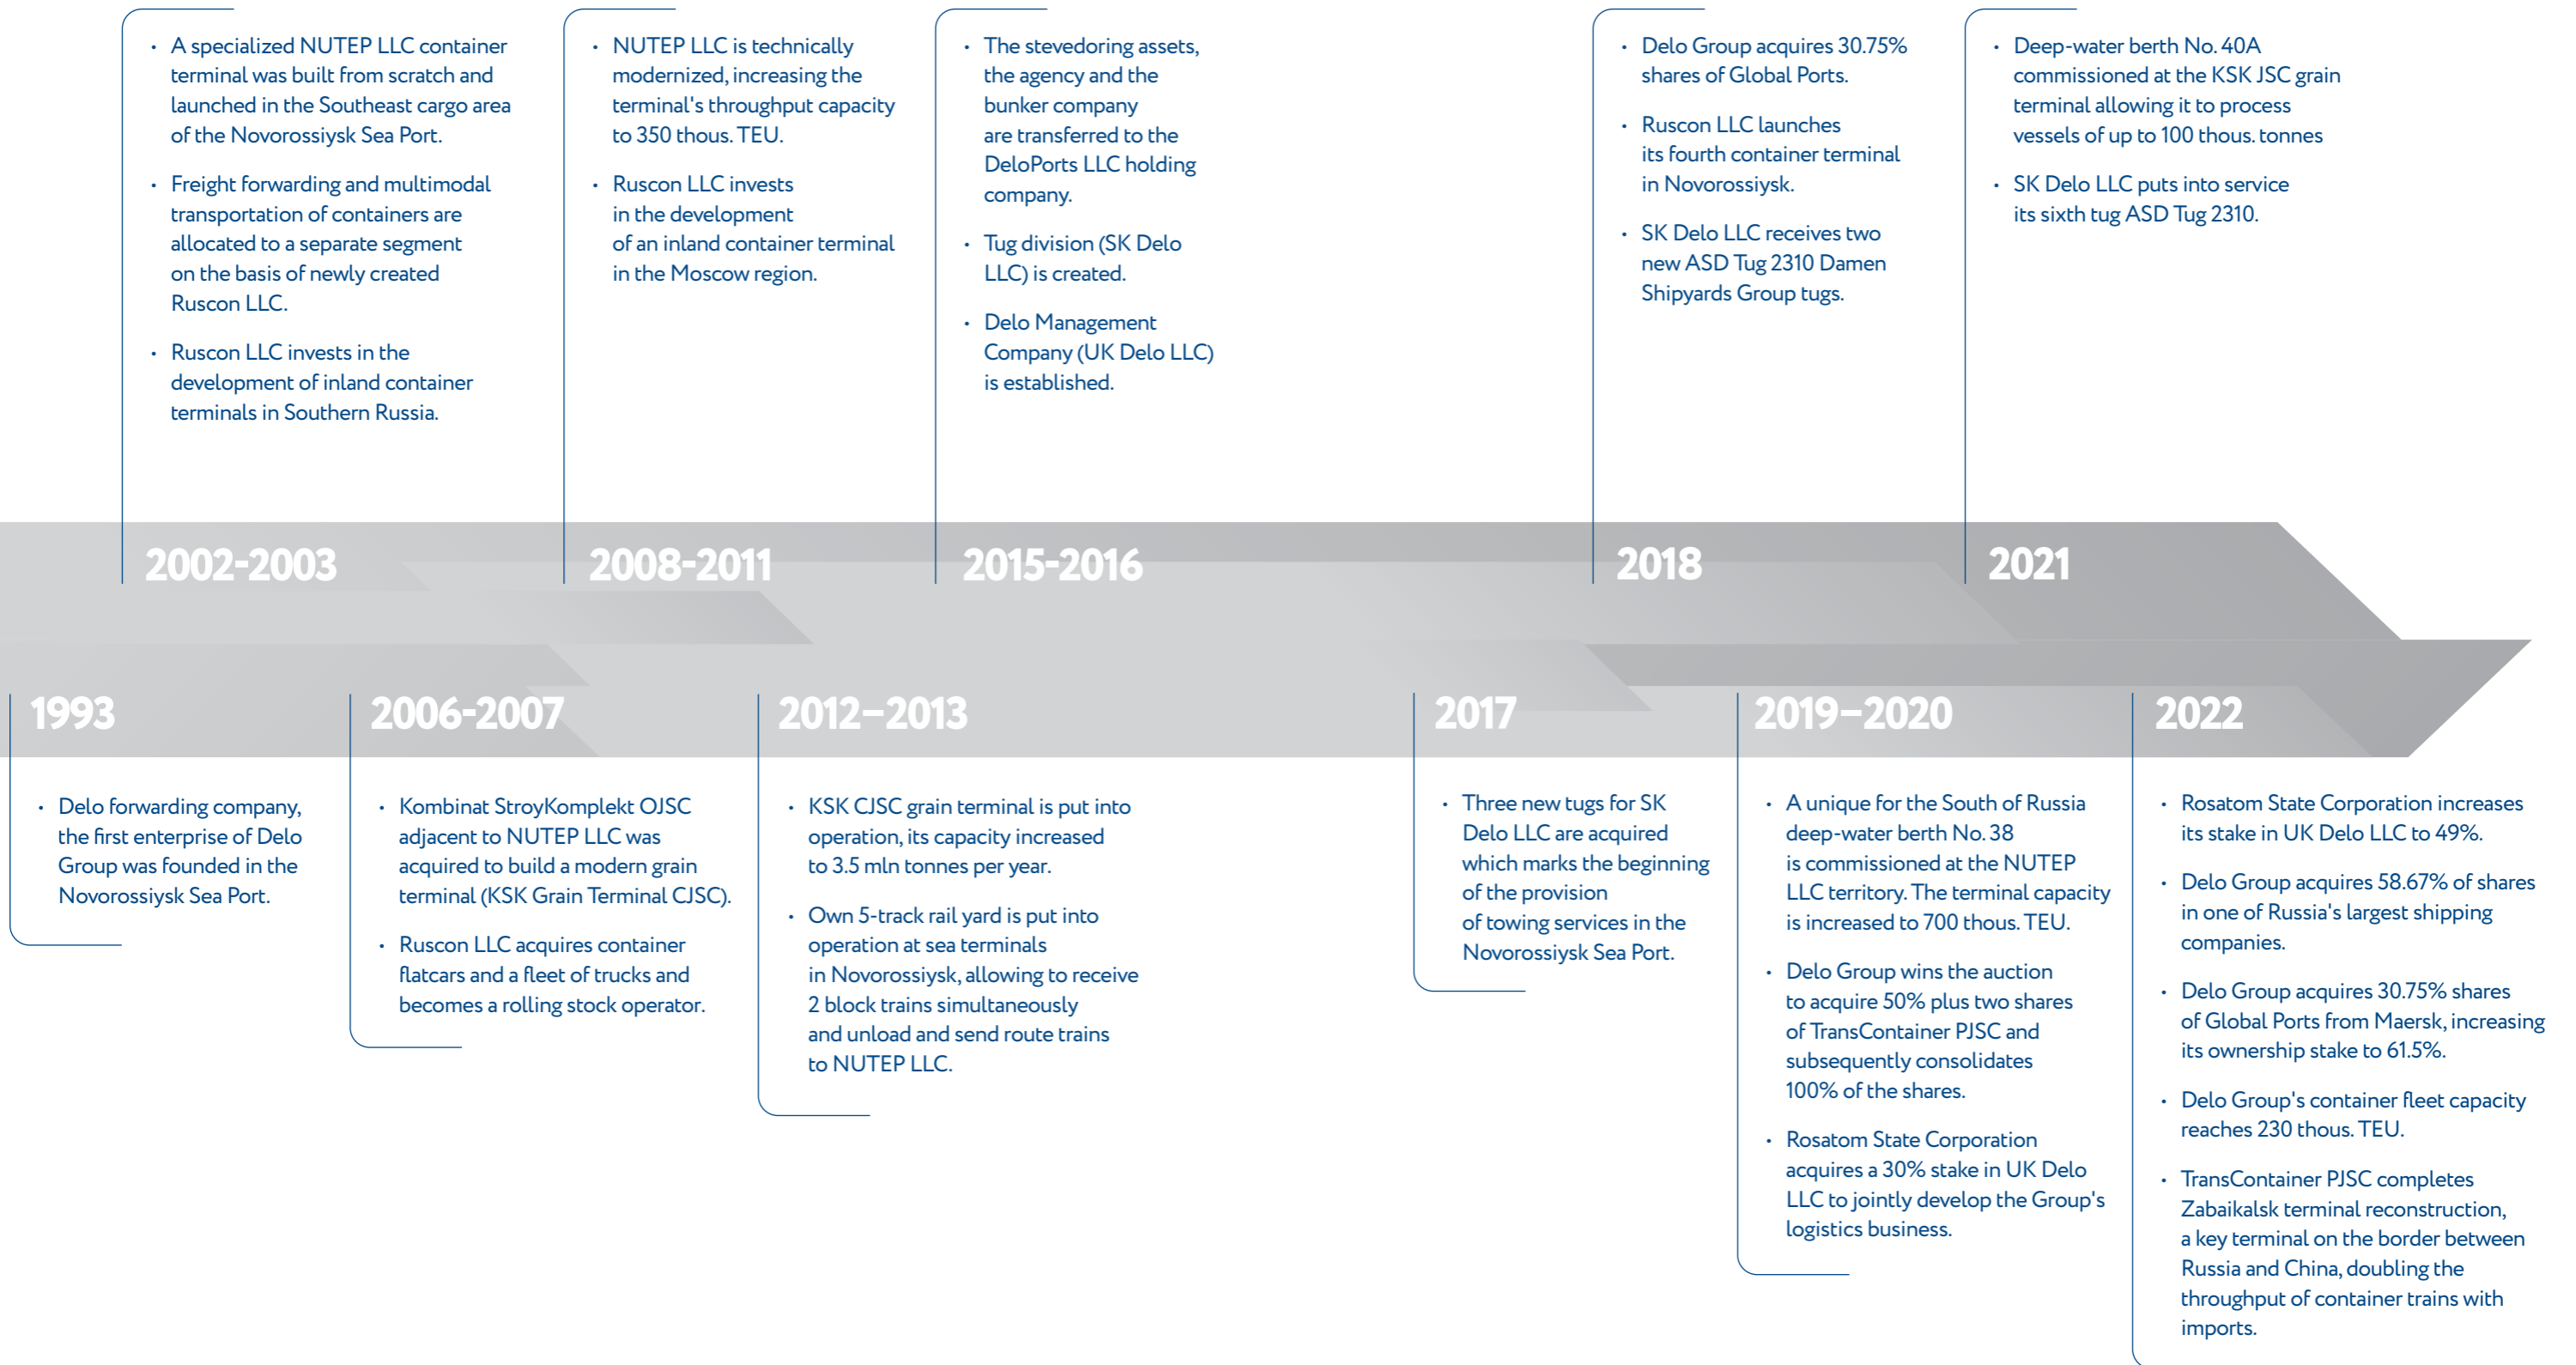 • A specialized NUTEP LLC container
terminal was built from scratch and
launched in the Southeast cargo area
of the Novorossiysk Sea Port.
• Freight forwarding and multimodal
transportation of containers are
allocated to a separate segment
on the basis of newly created
Ruscon LLC.
• Ruscon LLC invests in the
development of inland container
terminals in Southern Russia.
2002-2003
• NUTEP LLC is technically
modernized, increasing the
terminal's throughput capacity
to 350 thous. TEU.
• Ruscon LLC invests
in the development
of an inland container terminal
in the Moscow region.
2008-2011
• The stevedoring assets,
the agency and the
bunker company
are transferred to the
DeloPorts LLC holding
company.
• Tug division (SK Delo
LLC) is created.
• Delo Management
Company (UK Delo LLC)
is established.
2015-2016
• Delo Group acquires 30.75%
shares of Global Ports.
• Ruscon LLC launches
its fourth container terminal
in Novorossiysk.
• SK Delo LLC receives two
new ASD Tug 2310 Damen
Shipyards Group tugs.
2018
• Deep-water berth No. 40A
commissioned at the KSK JSC grain
terminal allowing it to process
vessels of up to 100 thous. tonnes
• SK Delo LLC puts into service
its sixth tug ASD Tug 2310.
2021
1993
• Delo forwarding company,
the first enterprise of Delo
Group was founded in the
Novorossiysk Sea Port.
2006-2007
• Kombinat StroyKomplekt OJSC
adjacent to NUTEP LLC was
acquired to build a modern grain
terminal (KSK Grain Terminal CJSC).
• Ruscon LLC acquires container
flatcars and a fleet of trucks and
becomes a rolling stock operator.
2012–2013
• KSK CJSC grain terminal is put into
operation, its capacity increased
to 3.5 mln tonnes per year.
• Own 5-track rail yard is put into
operation at sea terminals
in Novorossiysk, allowing to receive
2 block trains simultaneously
and unload and send route trains
to NUTEP LLC.
2017
• Three new tugs for SK
Delo LLC are acquired
which marks the beginning
of the provision
of towing services in the
Novorossiysk Sea Port.
2019–2020
• A unique for the South of Russia
deep-water berth No. 38
is commissioned at the NUTEP
LLC territory. The terminal capacity
is increased to 700 thous. TEU.
• Delo Group wins the auction
to acquire 50% plus two shares
of TransContainer PJSC and
subsequently consolidates
100% of the shares.
• Rosatom State Corporation
acquires a 30% stake in UK Delo
LLC to jointly develop the Group's
logistics business.
2022
• Rosatom State Corporation increases
its stake in UK Delo LLC to 49%.
• Delo Group acquires 58.67% of shares
in one of Russia's largest shipping
companies.
• Delo Group acquires 30.75% shares
of Global Ports from Maersk, increasing
its ownership stake to 61.5%.
• Delo Group's container fleet capacity
reaches 230 thous. TEU.
• TransContainer PJSC completes
Zabaikalsk terminal reconstruction,
a key terminal on the border between
Russia and China, doubling the
throughput of container trains with
imports.